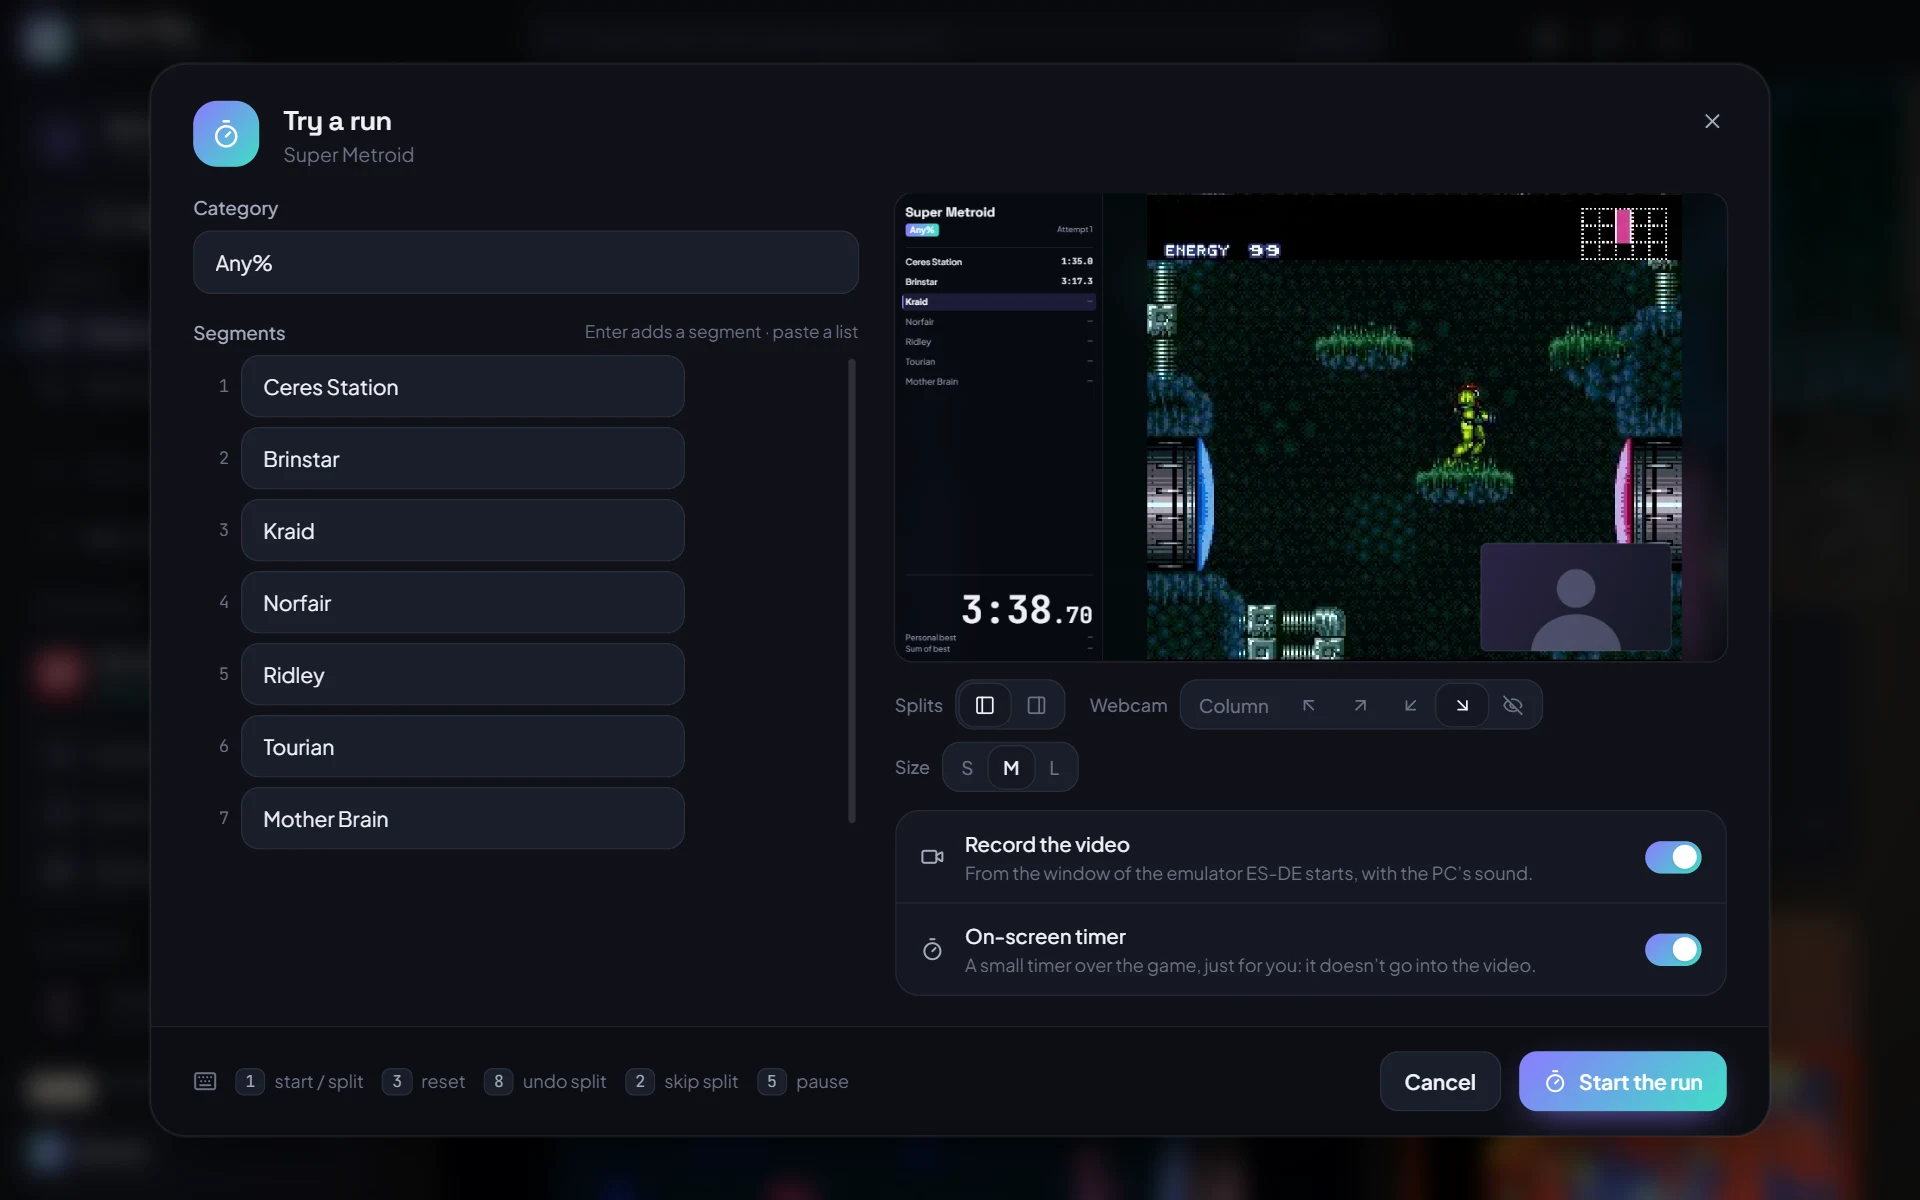 Try a run
Super Metroid
Category
Any%
Segments
Enter adds a segment · paste a list
1 Ceres Station
2 Brinstar
3 Kraid
4 Norfair
5 Ridley
6 Tourian
7 Mother Brain
Super Metroid
Any% Attempt 1
Ceres Station 1:35.0
Brinstar 3:17.3
Kraid –
Norfair –
Ridley –
Tourian –
Mother Brain –
3:38.70
Personal best –
Sum of best –
ENERGY 99
Splits
Webcam Column
Size S M L
Record the video
From the window of the emulator ES-DE starts, with the PC's sound.
On-screen timer
A small timer over the game, just for you: it doesn't go into the video.
1 start / split 3 reset 8 undo split 2 skip split 5 pause
Cancel
Start the run